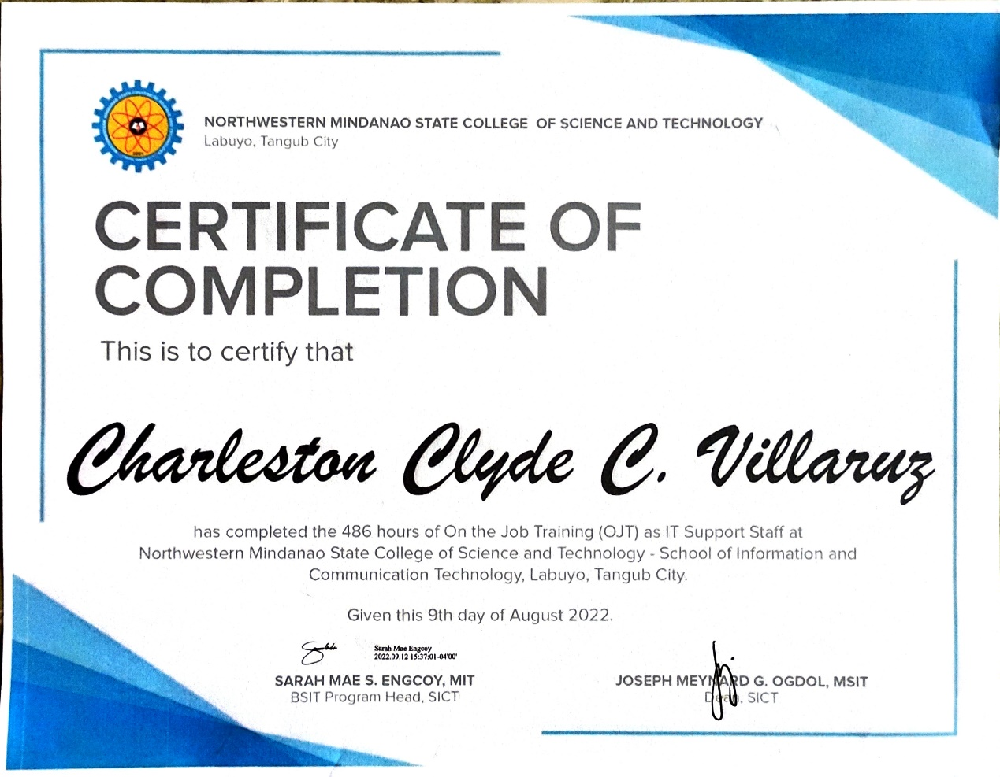 NORTHWESTERN MINDANAO STATE COLLEGE OF SCIENCE AND TECHNOLOGY
Labuyo, Tangub City
CERTIFICATE OF
COMPLETION
This is to certify that
Charleston Clyde C. Villaruz
has completed the 486 hours of On the Job Training (OJT) as IT Support Staff at
Northwestern Mindanao State College of Science and Technology - School of Information and
Communication Technology, Labuyo, Tangub City.
Given this 9th day of August 2022.
Sarah Mae Engcoy
2022.09.12 15:37:01-04'00'
SARAH MAE S. ENGCOY, MIT
BSIT Program Head, SICT
JOSEPH MEYNARD G. OGDOL, MSIT
Dean, SICT